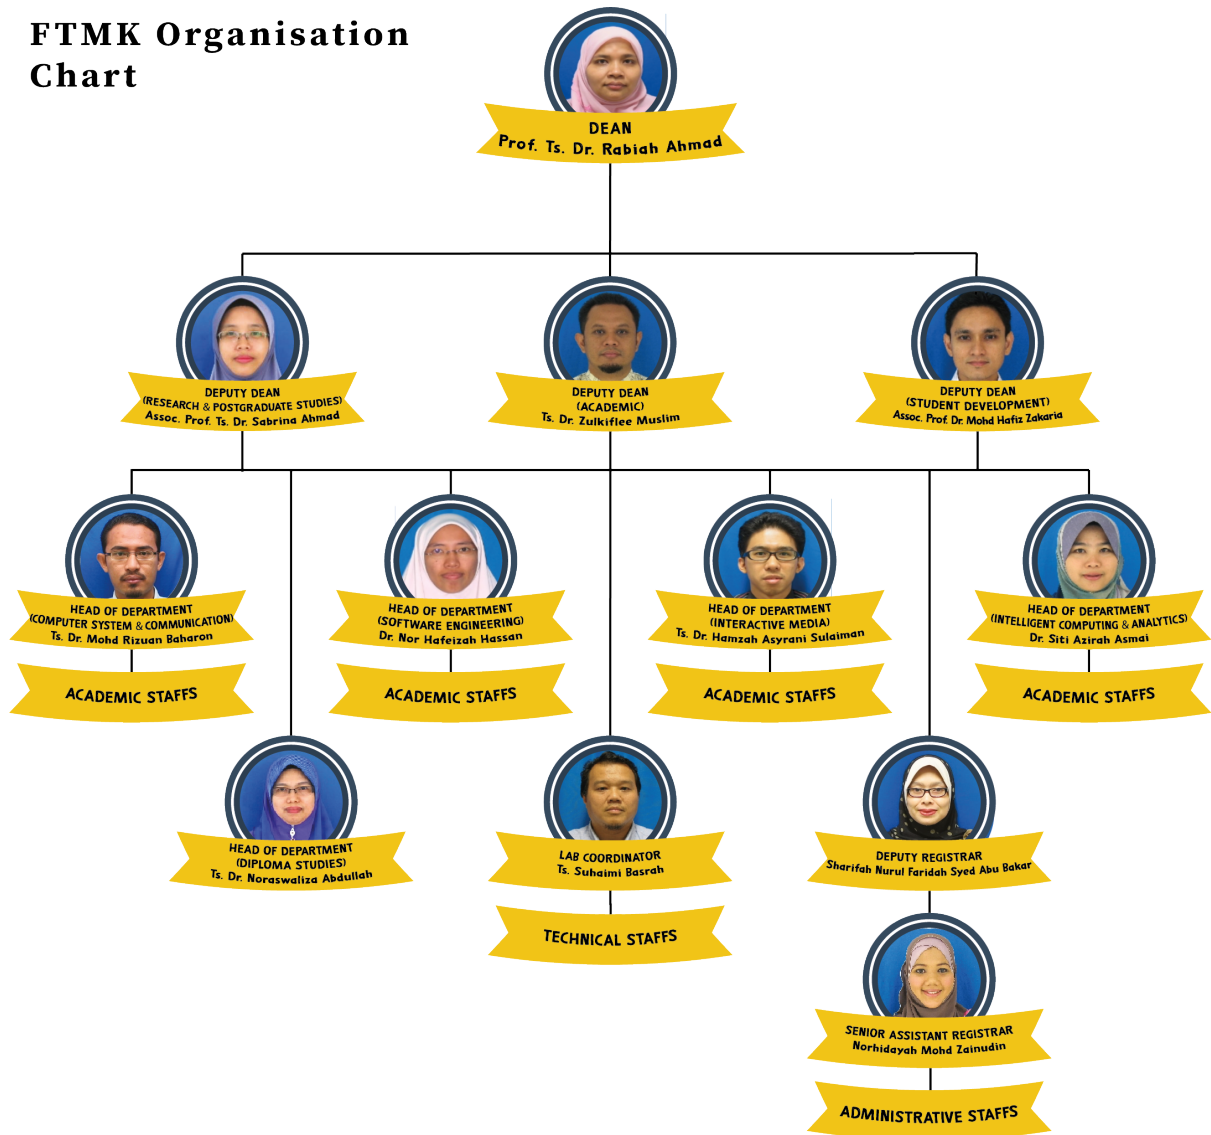 FTMK Organisation
Chart
DEAN
Prof. Ts. Dr. Rabiah Ahmad
DEPUTY DEAN
(RESEARCH & POSTGRADUATE STUDIES)
Assoc. Prof. Ts. Dr. Sabrina Ahmad
DEPUTY DEAN
(ACADEMIC)
Ts. Dr. Zulkiflee Muslim
DEPUTY DEAN
(STUDENT DEVELOPMENT)
Assoc. Prof. Dr. Mohd Hafiz Zakaria
HEAD OF DEPARTMENT
(COMPUTER SYSTEM & COMMUNICATION)
Ts. Dr. Mohd Rizuan Baharon
ACADEMIC STAFFS
HEAD OF DEPARTMENT
(SOFTWARE ENGINEERING)
Dr. Nor Hafeizah Hassan
ACADEMIC STAFFS
HEAD OF DEPARTMENT
(INTERACTIVE MEDIA)
Ts. Dr. Hamzah Asyrani Sulaiman
ACADEMIC STAFFS
HEAD OF DEPARTMENT
(INTELLIGENT COMPUTING & ANALYTICS)
Dr. Siti Azirah Asmai
ACADEMIC STAFFS
HEAD OF DEPARTMENT
(DIPLOMA STUDIES)
Ts. Dr. Noraswaliza Abdullah
LAB COORDINATOR
Ts. Suhaimi Basrah
TECHNICAL STAFFS
DEPUTY REGISTRAR
Sharifah Nurul Faridah Syed Abu Bakar
SENIOR ASSISTANT REGISTRAR
Norhidayah Mohd Zainudin
ADMINISTRATIVE STAFFS